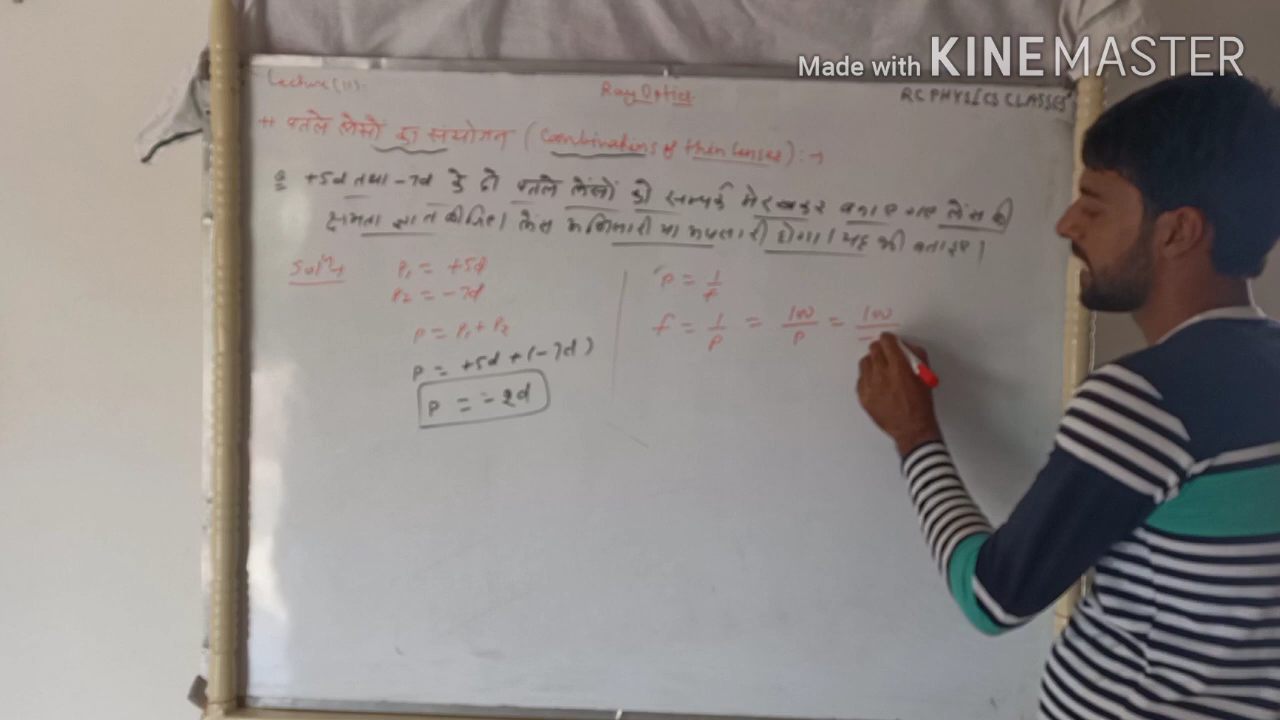 Made with KINEMASTER
Lecture (11).
Ray Optics
RC PHYSICS CLASSES
# पतले लेंसों का संयोजन (Combinations of thin lenses) : →
Q +5d तथा -7d के दो पतले लेंसों को सम्पर्क में रखकर बनाए गए लेंस की
क्षमता ज्ञात कीजिए। लेंस अभिसारी या अपसारी होगा। यह भी बताइए।
Solⁿ
P₁ = +5d
P₂ = -7d
P = P₁ + P₂
P = +5d + (-7d)
P = -2d
P = 1/f
f = 1/P = 100/P = 100/-